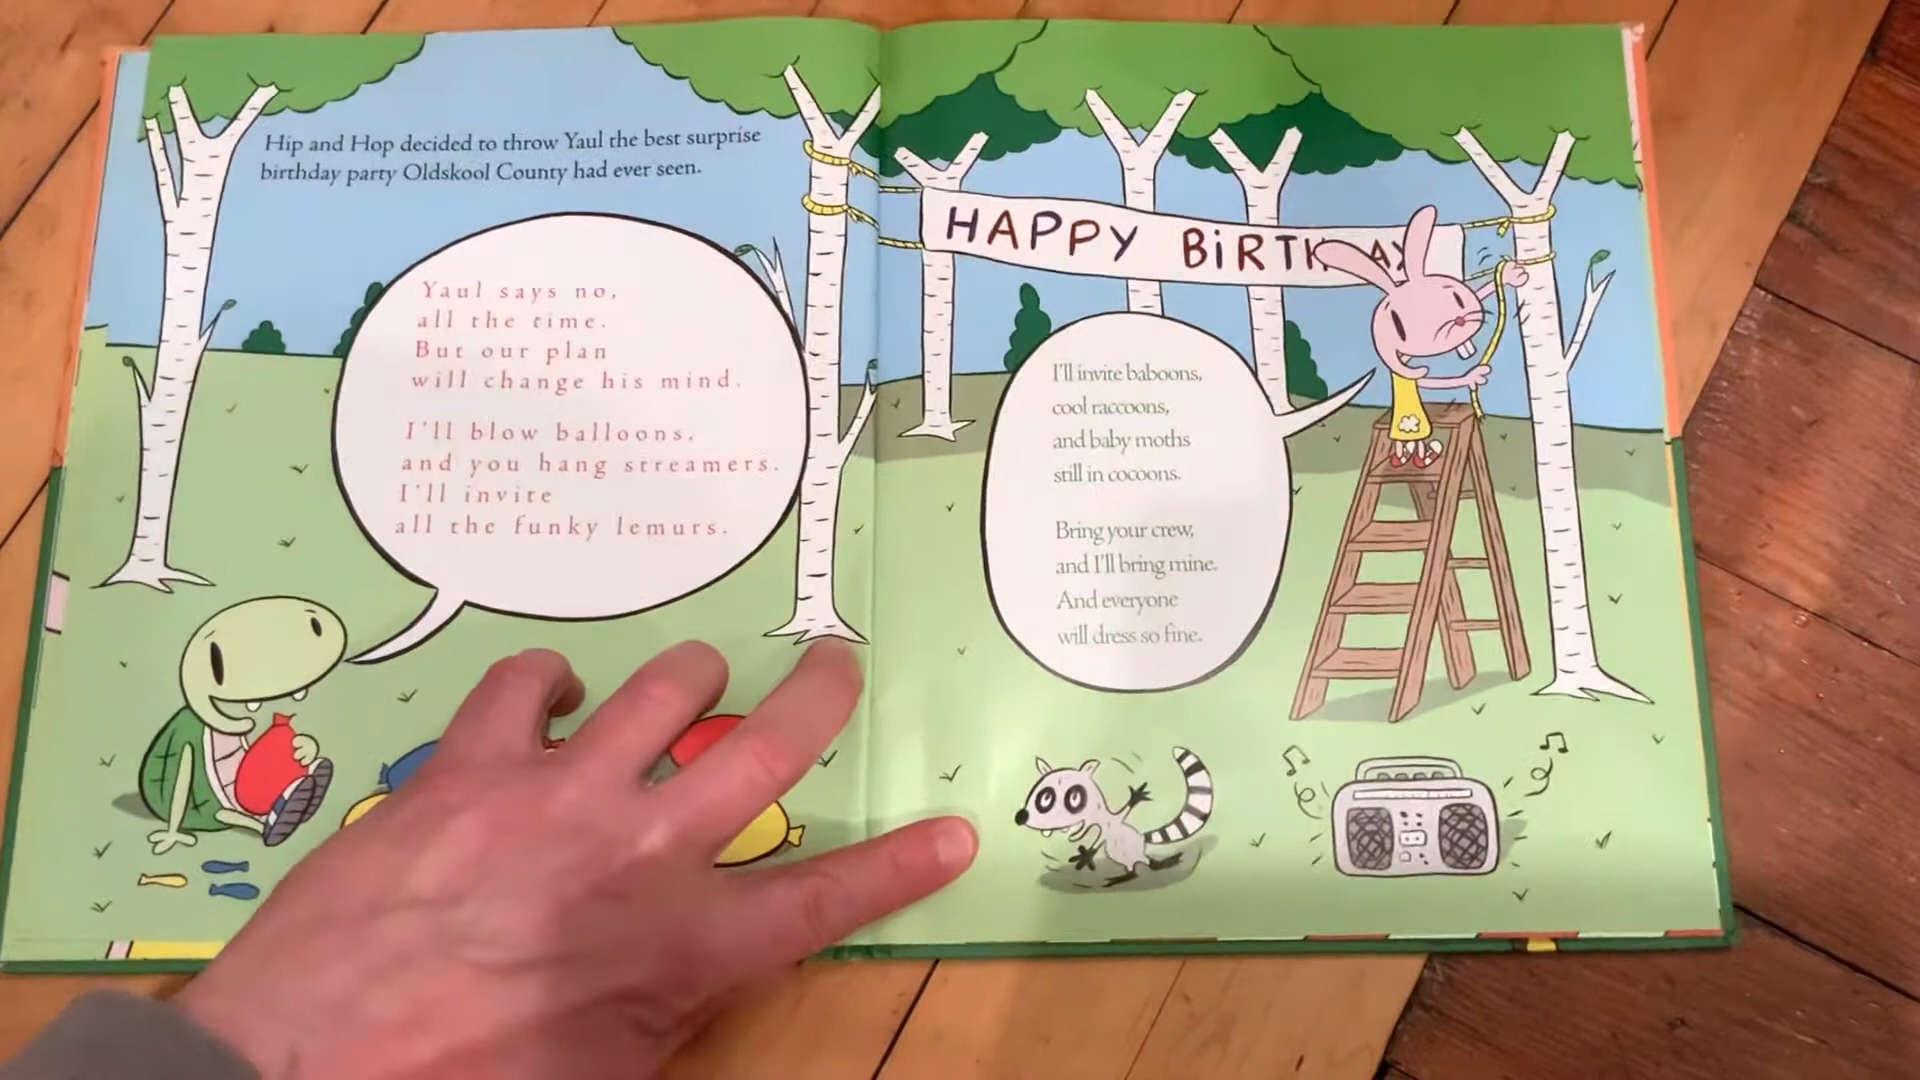 Hip and Hop decided to throw Yaul the best surprise
birthday party Oldskool County had ever seen.
Yaul says no,
all the time.
But our plan
will change his mind.
I'll blow balloons,
and you hang streamers.
I'll invite
all the funky lemurs.
HAPPY BiRTH AY
I'll invite baboons,
cool raccoons,
and baby moths
still in cocoons.
Bring your crew,
and I'll bring mine.
And everyone
will dress so fine.